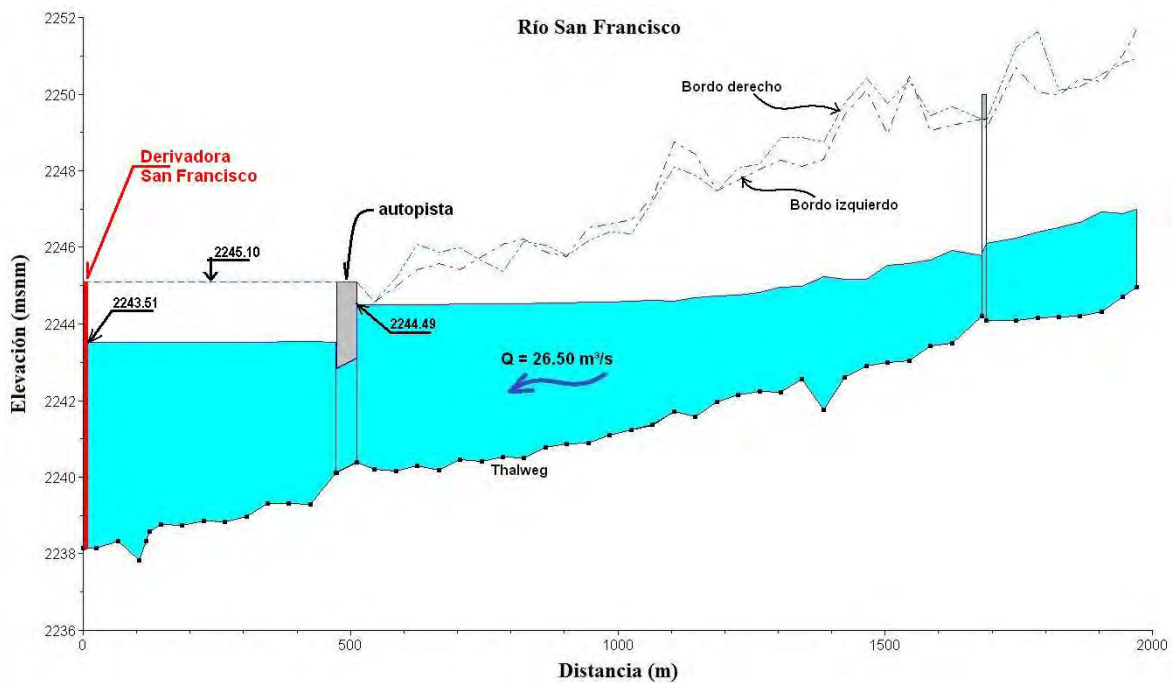 Río San Francisco
2252
2250
2248
2246
2244
2242
2240
2238
2236
Elevación (msnm)
Bordo derecho
Derivadora
San Francisco
autopista
Bordo izquierdo
2245.10
2243.51
2244.49
Q = 26.50 m³/s
Thalweg
0
500
1000
1500
2000
Distancia (m)